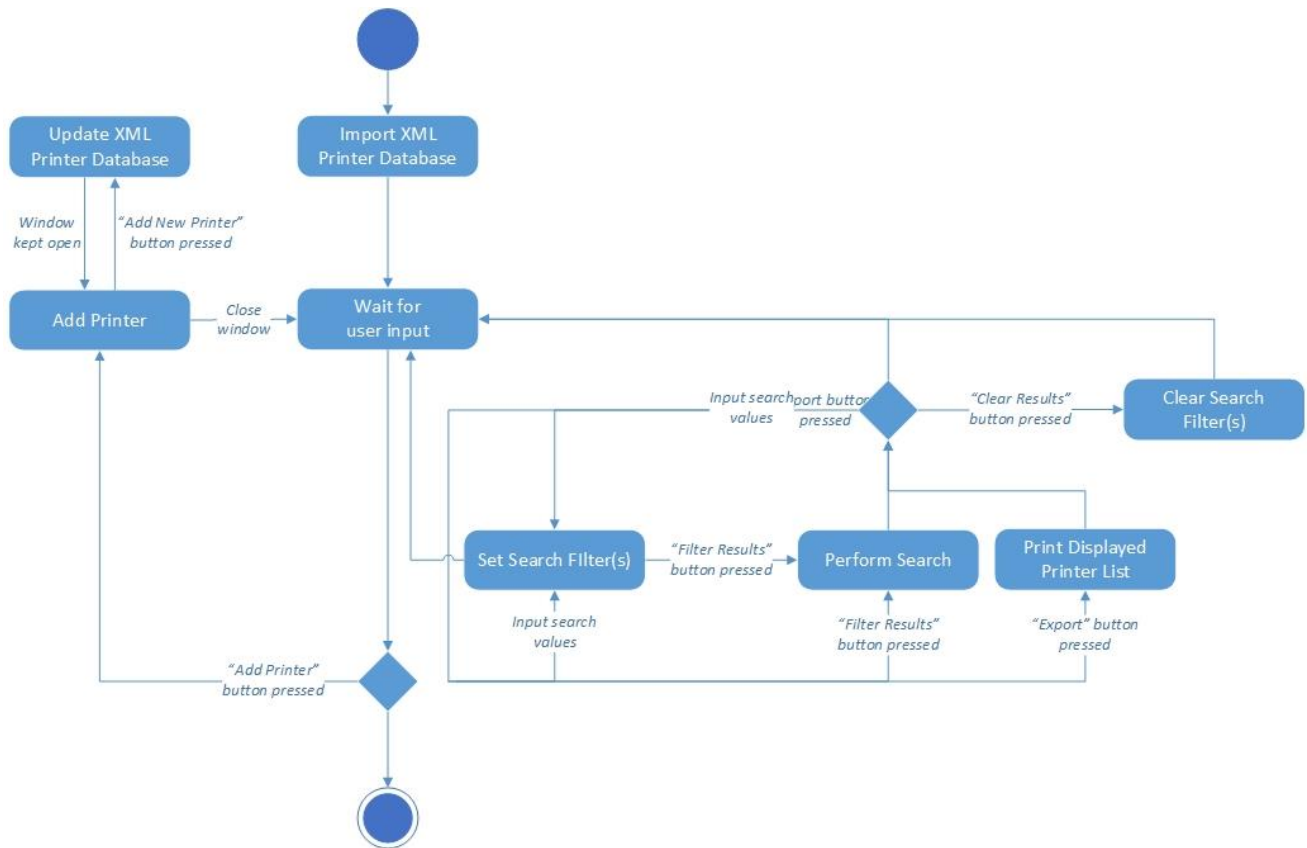 Update XML
Printer Database
Import XML
Printer Database
Window
kept open
“Add New Printer”
button pressed
Add Printer
Close
window
Wait for
user input
Input search
values
port button
pressed
“Clear Results”
button pressed
Clear Search
Filter(s)
Set Search FIlter(s)
“Filter Results”
button pressed
Perform Search
Print Displayed
Printer List
Input search
values
“Filter Results”
button pressed
“Export” button
pressed
“Add Printer”
button pressed